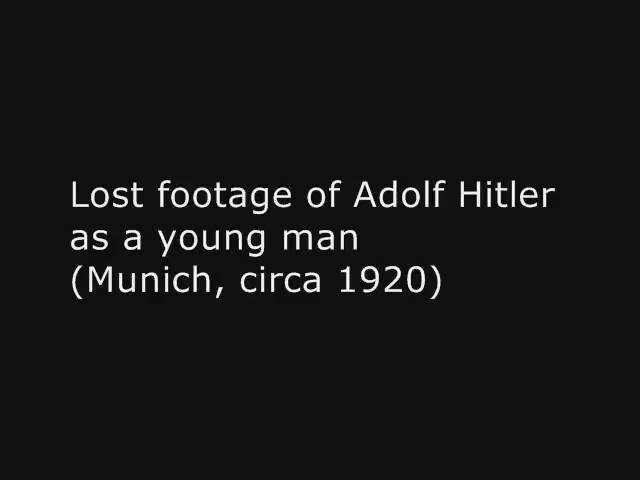 Lost footage of Adolf Hitler
as a young man
(Munich, circa 1920)